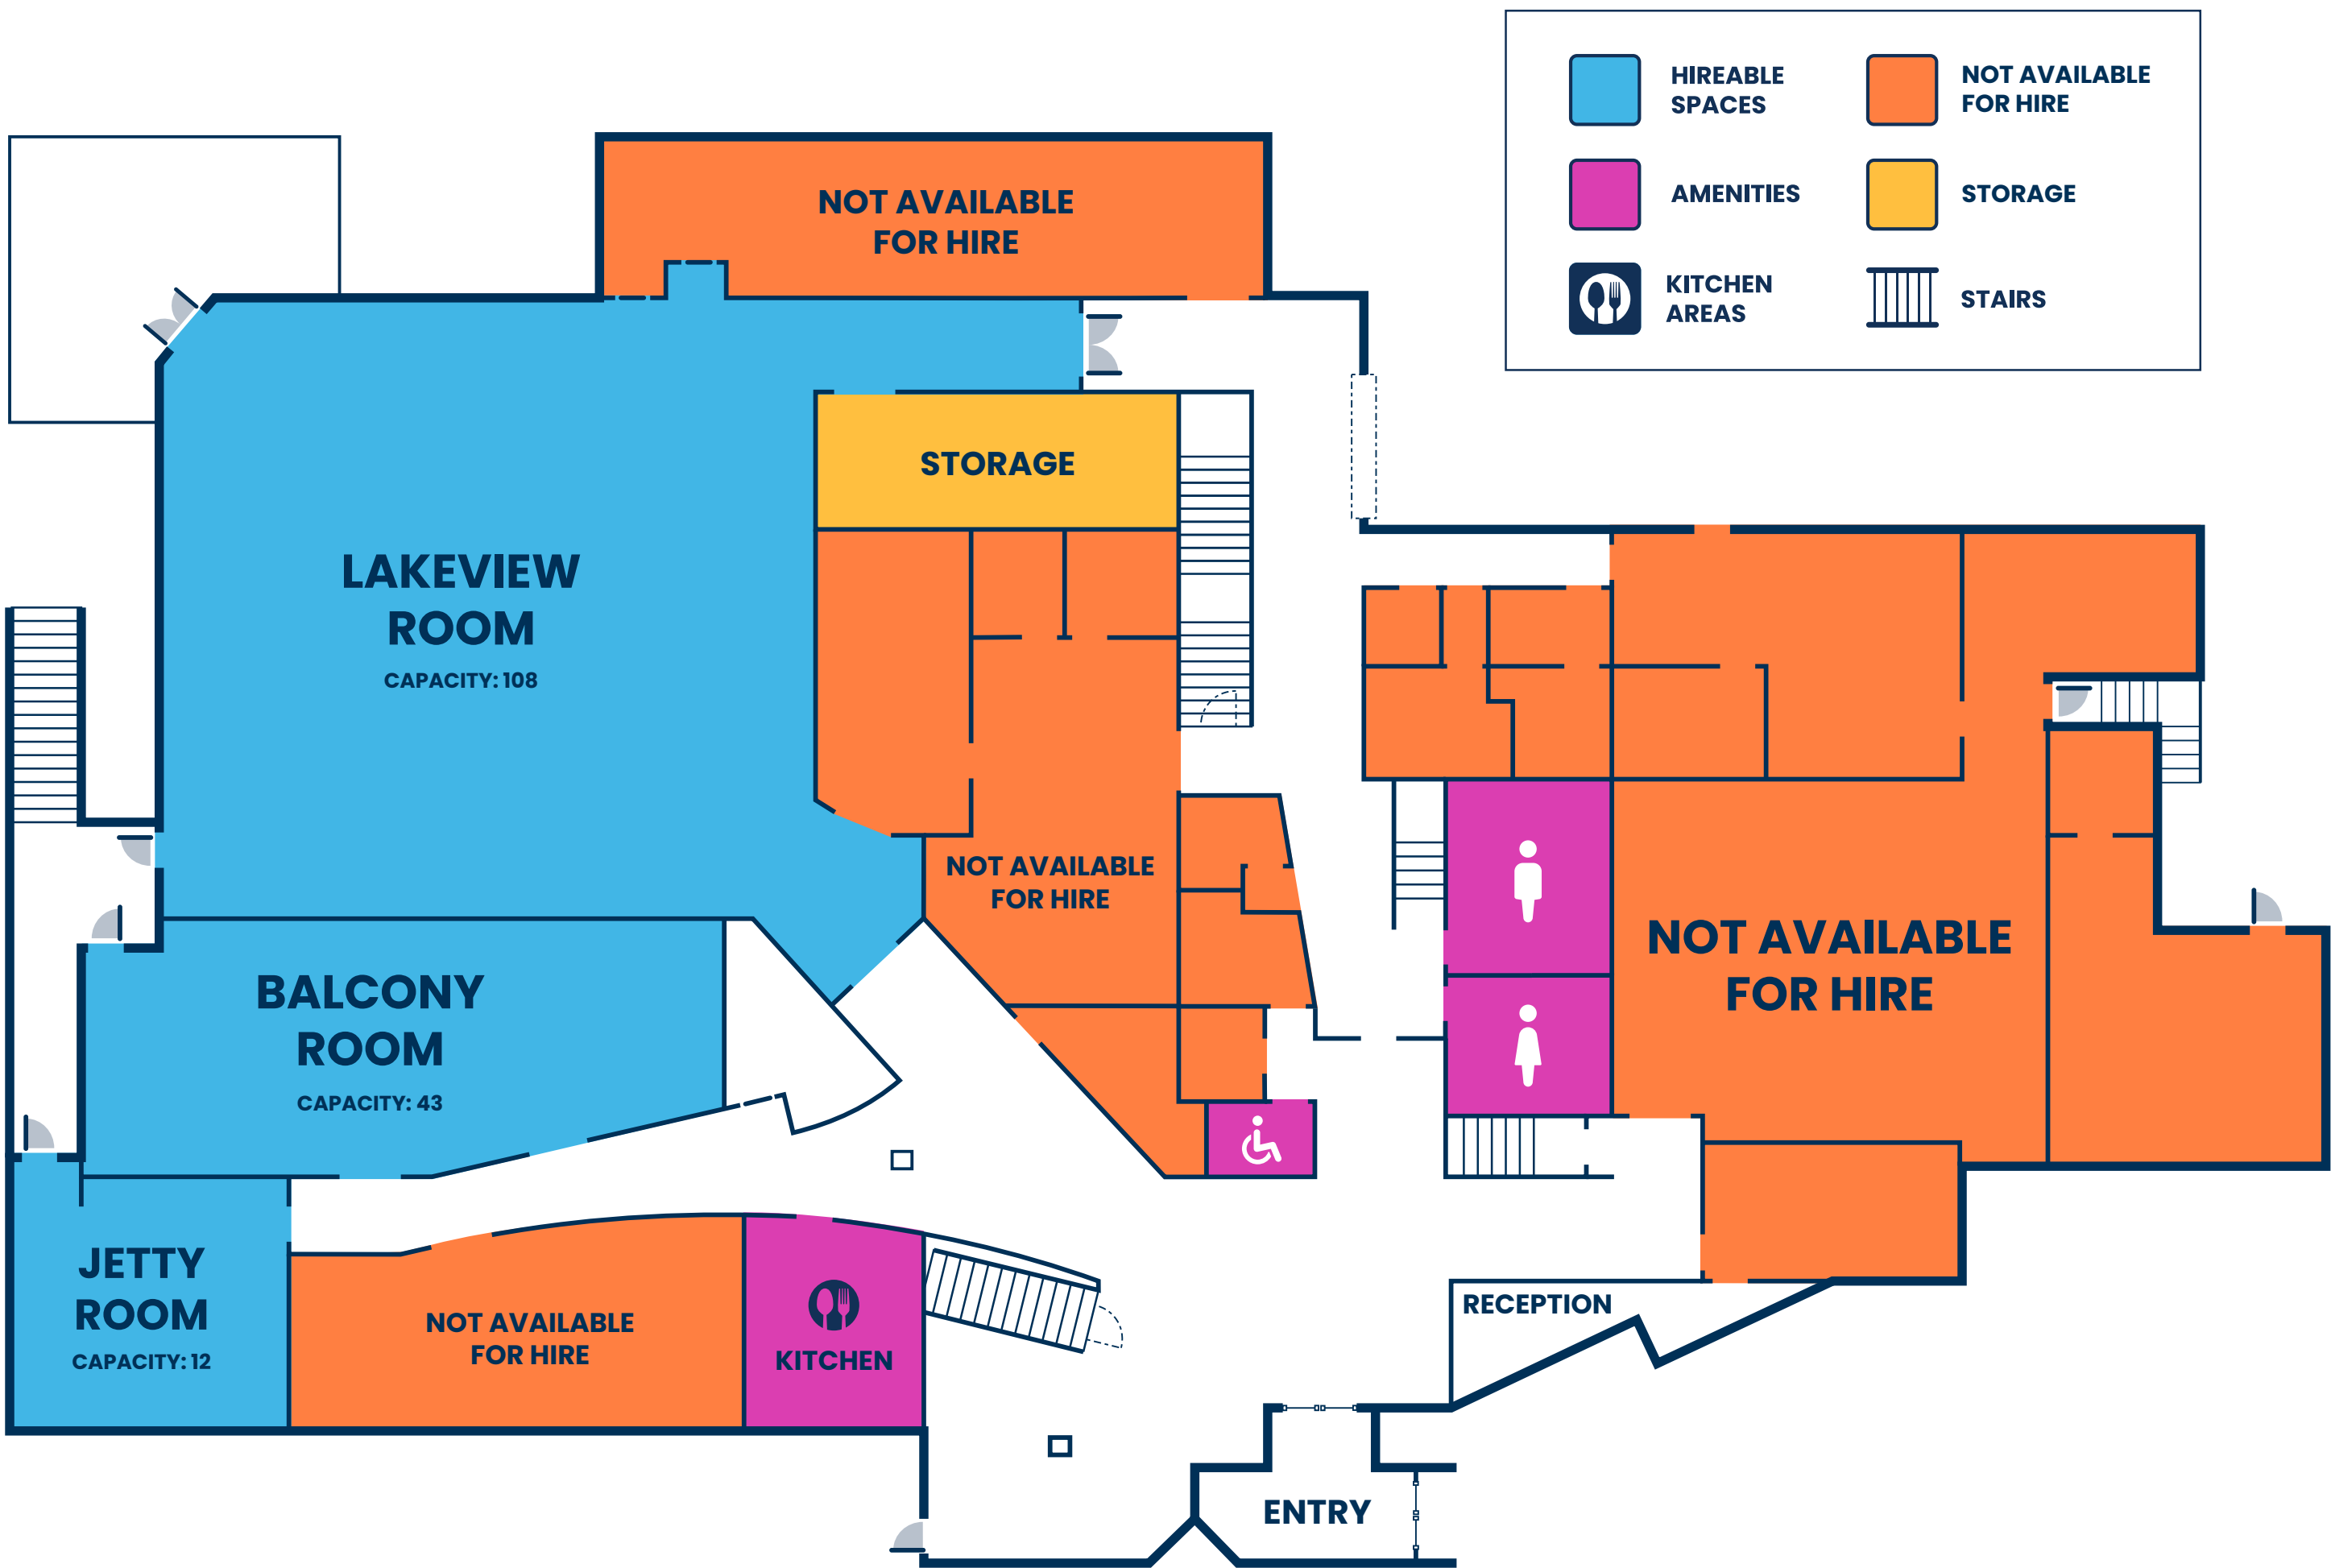 HIREABLE
SPACES
NOT AVAILABLE
FOR HIRE
AMENITIES
STORAGE
KITCHEN
AREAS
STAIRS
NOT AVAILABLE
FOR HIRE
STORAGE
LAKEVIEW
ROOM
CAPACITY: 108
NOT AVAILABLE
FOR HIRE
NOT AVAILABLE
FOR HIRE
BALCONY
ROOM
CAPACITY: 43
JETTY
ROOM
CAPACITY: 12
NOT AVAILABLE
FOR HIRE
KITCHEN
RECEPTION
ENTRY